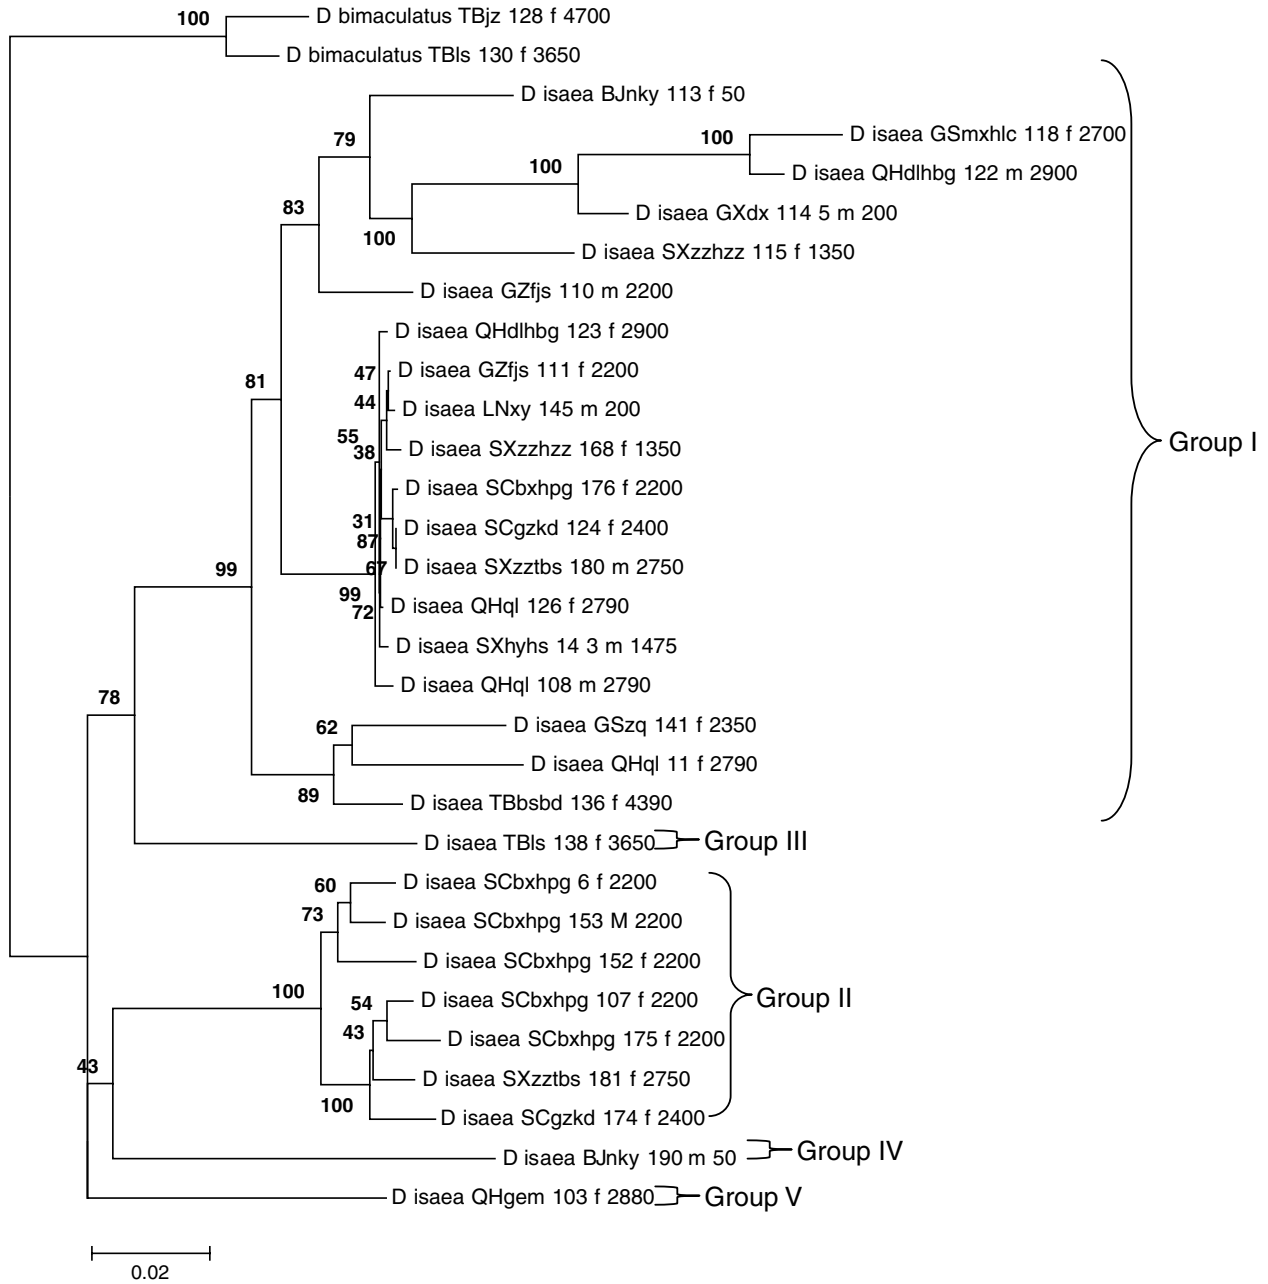 100
D bimaculatus TBjz 128 f 4700
D bimaculatus TBls 130 f 3650
D isaea BJnky 113 f 50
79
100
D isaea GSmxhlc 118 f 2700
100
D isaea QHdlhbg 122 m 2900
83
D isaea GXdx 114 5 m 200
100
D isaea SXzzhzz 115 f 1350
D isaea GZfjs 110 m 2200
D isaea QHdlhbg 123 f 2900
81
47
D isaea GZfjs 111 f 2200
44
D isaea LNxy 145 m 200
55
38
D isaea SXzzhzz 168 f 1350
Group I
D isaea SCbxhpg 176 f 2200
31
D isaea SCgzkd 124 f 2400
87
67
D isaea SXzztbs 180 m 2750
99
99
72
D isaea QHql 126 f 2790
D isaea SXhyhs 14 3 m 1475
D isaea QHql 108 m 2790
78
62
D isaea GSzq 141 f 2350
D isaea QHql 11 f 2790
89
D isaea TBbsbd 136 f 4390
D isaea TBls 138 f 3650
Group III
60
D isaea SCbxhpg 6 f 2200
73
D isaea SCbxhpg 153 M 2200
D isaea SCbxhpg 152 f 2200
100
54
D isaea SCbxhpg 107 f 2200
Group II
43
D isaea SCbxhpg 175 f 2200
43
D isaea SXzztbs 181 f 2750
100
D isaea SCgzkd 174 f 2400
D isaea BJnky 190 m 50
Group IV
D isaea QHgem 103 f 2880
Group V
0.02